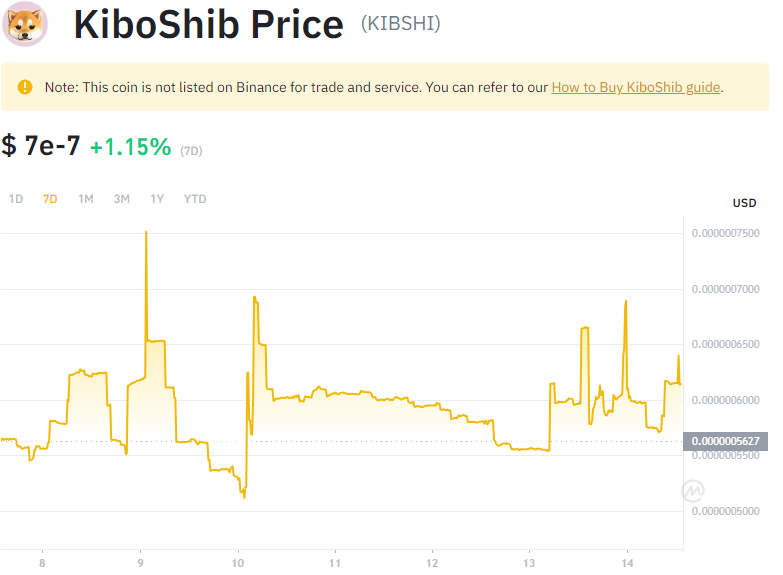 KiboShib Price (KIBSHI)
Note: This coin is not listed on Binance for trade and service. You can refer to our How to Buy KiboShib guide.
$ 7e-7 +1.15% (7D)
1D 7D 1M 3M 1Y YTD
USD
0.0000007500
0.0000007000
0.0000006500
0.0000006000
0.0000005627
0.0000005500
0.0000005000
8 9 10 11 12 13 14